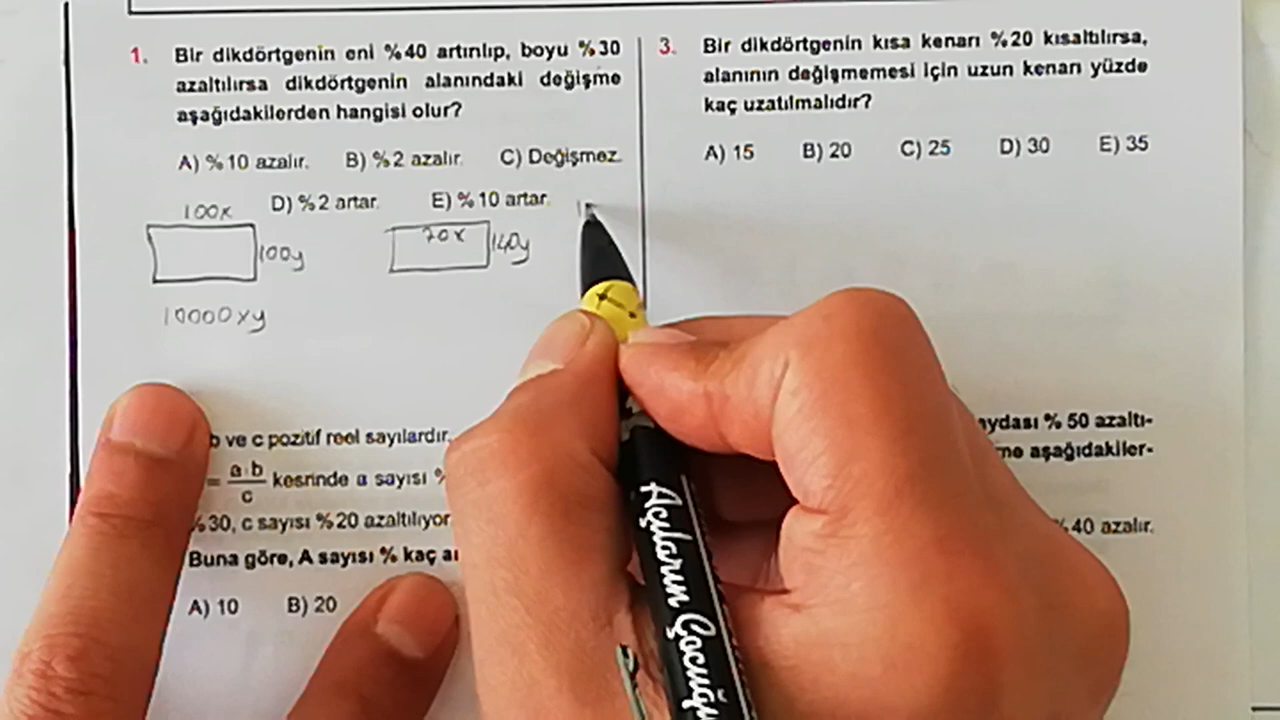 1. Bir dikdörtgenin eni %40 artırılıp, boyu %30
azaltılırsa dikdörtgenin alanındaki değişme
aşağıdakilerden hangisi olur?
A) %10 azalır. B) %2 azalır. C) Değişmez.
D) %2 artar. E) %10 artar.
100x
100y
10000xy
70x
140y
b ve c pozitif reel sayılardır.
= a·b
c
kesrinde a sayısı %
%30, c sayısı %20 azaltılıyor
Buna göre, A sayısı % kaç
A) 10 B) 20
3. Bir dikdörtgenin kısa kenarı %20 kısaltılırsa,
alanının değişmemesi için uzun kenarı yüzde
kaç uzatılmalıdır?
A) 15 B) 20 C) 25 D) 30 E) 35
% 50 azaltı-
aşağıdakiler-
%40 azalır.
Açıların Çocuğu